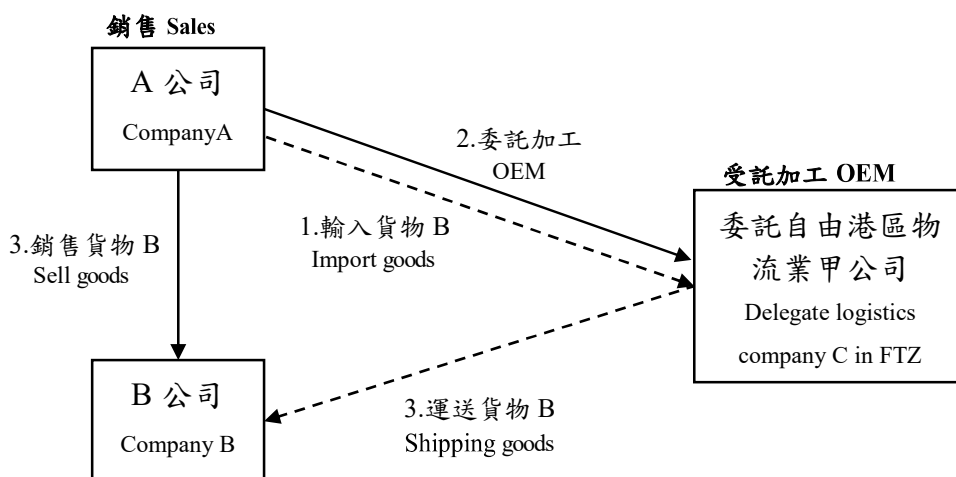 銷售 Sales
A 公司
CompanyA
2.委託加工
OEM
受託加工 OEM
1.輸入貨物 B
Import goods
3.銷售貨物 B
Sell goods
委託自由港區物
流業甲公司
Delegate logistics
company C in FTZ
B 公司
Company B
3.運送貨物 B
Shipping goods